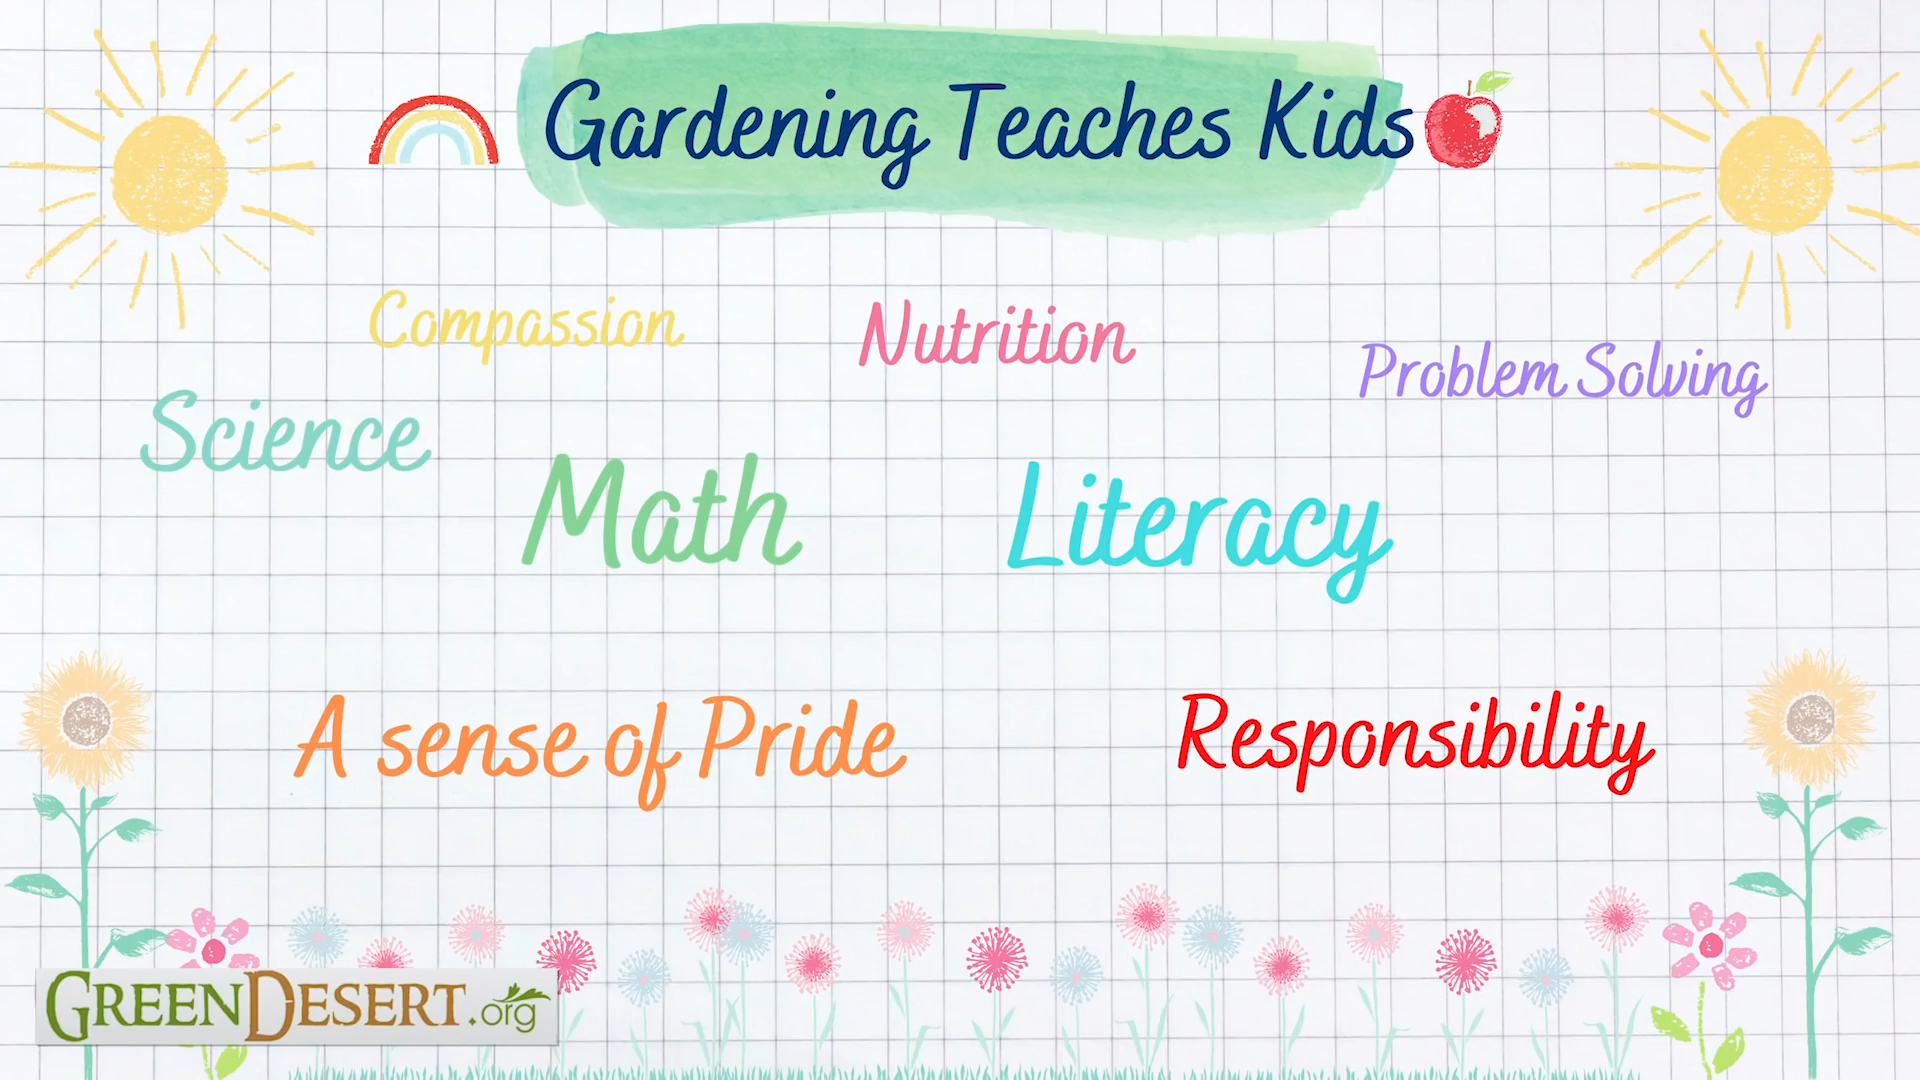 Gardening Teaches Kids
Compassion
Nutrition
Problem Solving
Science
Math
Literacy
A sense of Pride
Responsibility
GREENDESERT.org